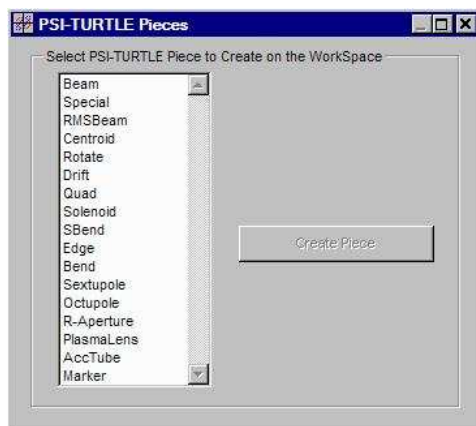 PSI-TURTLE Pieces
Select PSI-TURTLE Piece to Create on the WorkSpace
Beam
Special
RMSBeam
Centroid
Rotate
Drift
Quad
Solenoid
SBend
Edge
Bend
Sextupole
Octupole
R-Aperture
PlasmaLens
AccTube
Marker
Create Piece